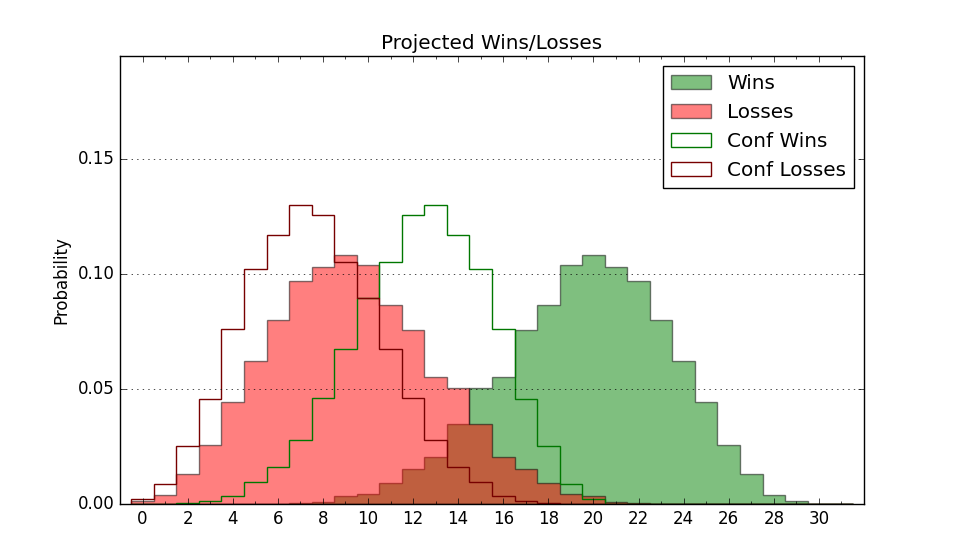 Projected Wins/Losses
Wins
Losses
Conf Wins
Conf Losses
Probability
0.15
0.10
0.05
0.00
0 2 4 6 8 10 12 14 16 18 20 22 24 26 28 30